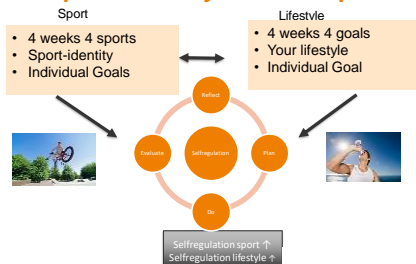 Sport
• 4 weeks 4 sports
• Sport-identity
• Individual Goals
Lifestyle
• 4 weeks 4 goals
• Your lifestyle
• Individual Goal
Reflect
Evaluate
Selfregulation
Plan
Do
Selfregulation sport ↑
Selfregulation lifestyle ↑